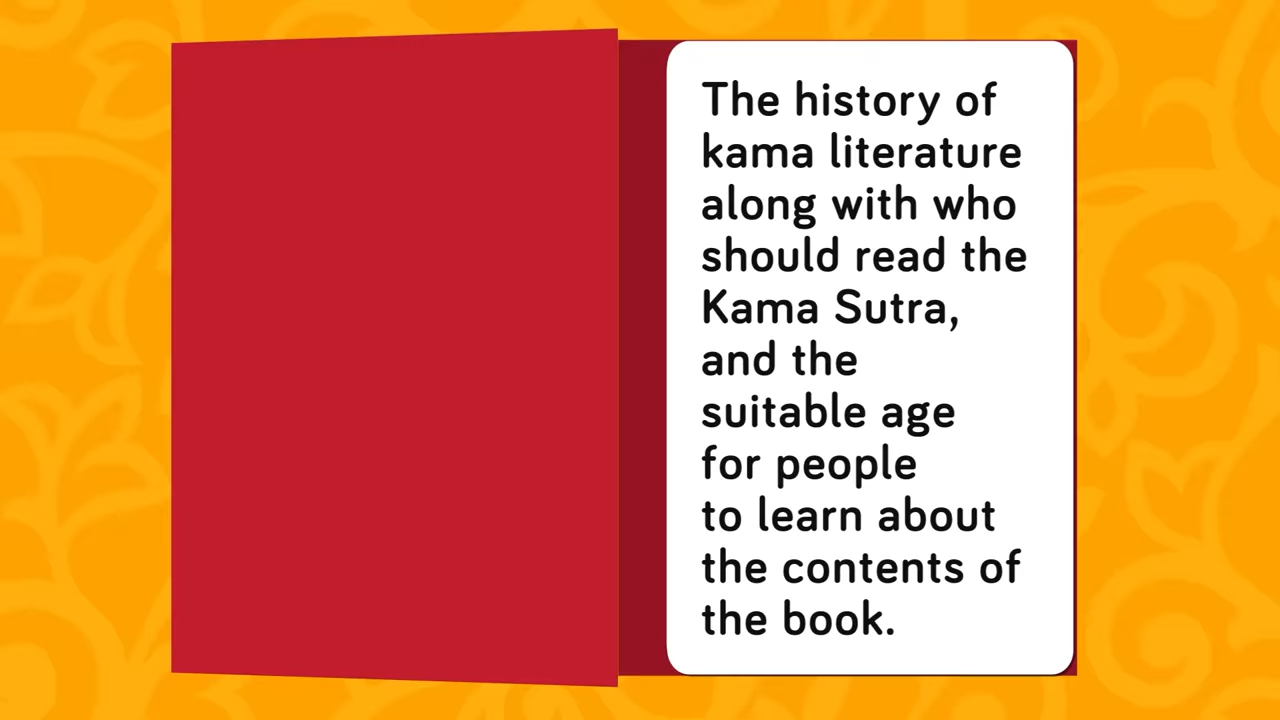 The history of
kama literature
along with who
should read the
Kama Sutra,
and the
suitable age
for people
to learn about
the contents of
the book.